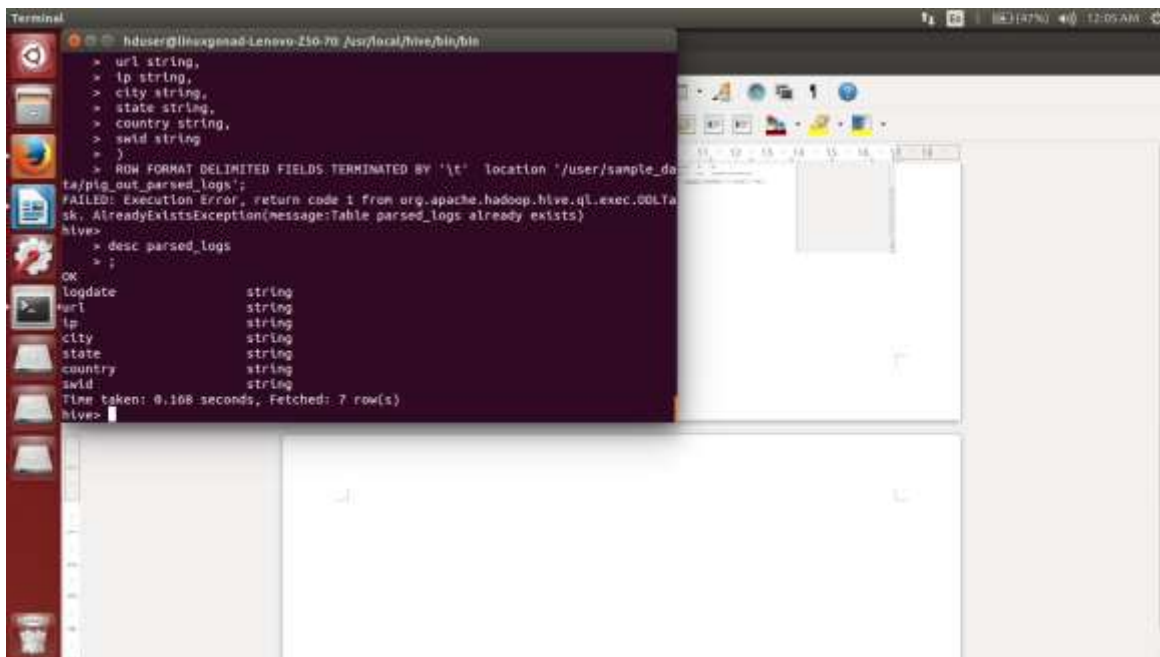 Terminal
(47%) 12:05 AM
hduser@linuxgonad-Lenovo-Z50-70: /usr/local/hive/bin/bin
> url string,
> ip string,
> city string,
> state string,
> country string,
> swid string
> )
> ROW FORMAT DELIMITED FIELDS TERMINATED BY '\t' location '/user/sample_da
ta/pig_out_parsed_logs';
FAILED: Execution Error, return code 1 from org.apache.hadoop.hive.ql.exec.DDLTa
sk. AlreadyExistsException(message:Table parsed_logs already exists)
hive>
> desc parsed_logs
> ;
OK
logdate string
url string
ip string
city string
state string
country string
swid string
Time taken: 0.168 seconds, Fetched: 7 row(s)
hive>